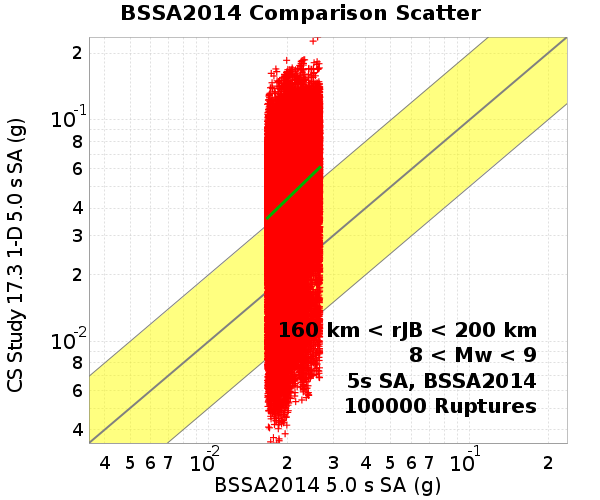 BSSA2014 Comparison Scatter
CS Study 17.3 1-D 5.0 s SA (g)
2
10-1
8
6
4
3
2
10-2
8
6
4
160 km < rJB < 200 km
8 < Mw < 9
5s SA, BSSA2014
100000 Ruptures
4 5 6 7 10-2 2 3 4 5 6 7 10-1 2
BSSA2014 5.0 s SA (g)